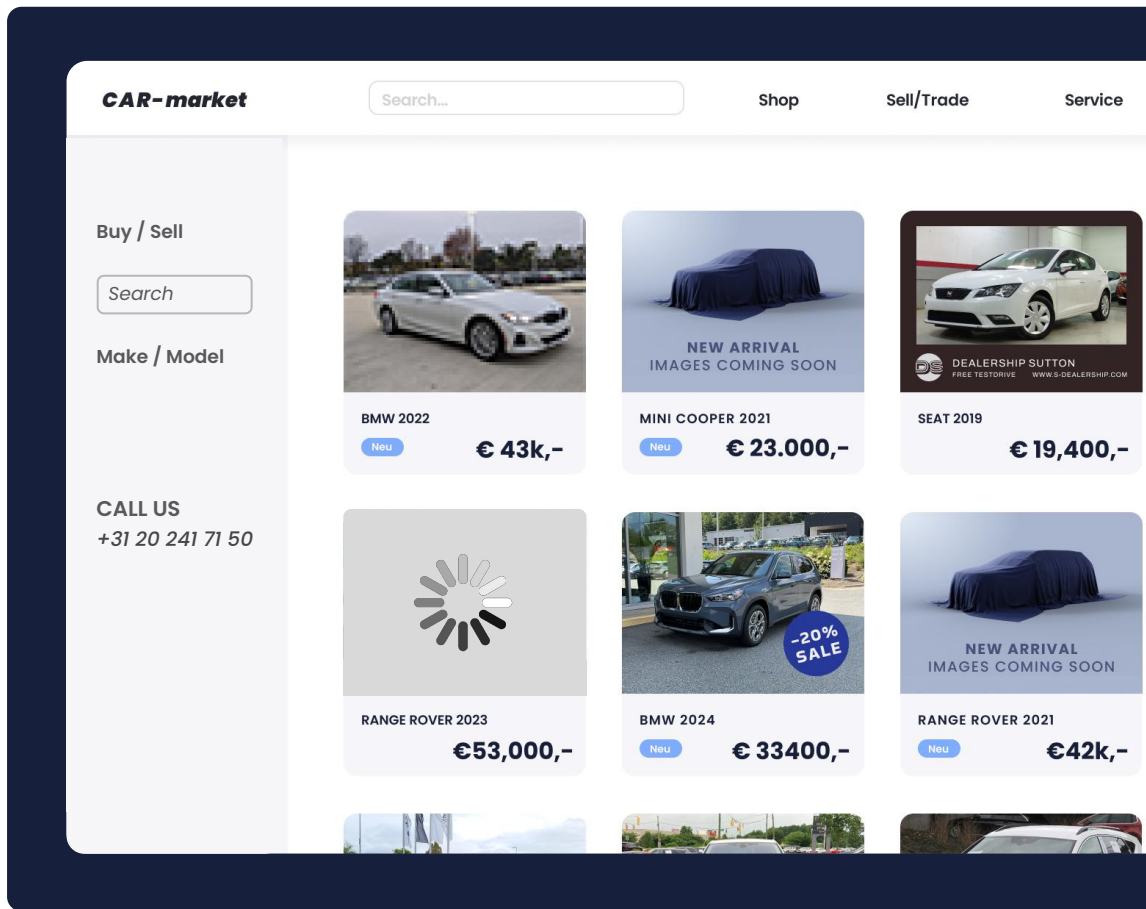 CAR-market
Search...
Shop
Sell/Trade
Service
Buy / Sell
Search
Make / Model
CALL US
+31 20 241 71 50
NEW ARRIVAL
IMAGES COMING SOON
DS
DEALERSHIP SUTTON
FREE TESTDRIVE WWW.S-DEALERSHIP.COM
BMW 2022
Neu
€ 43k,-
MINI COOPER 2021
Neu
€ 23.000,-
SEAT 2019
€ 19,400,-
-20%
SALE
NEW ARRIVAL
IMAGES COMING SOON
RANGE ROVER 2023
€53,000,-
BMW 2024
Neu
€ 33400,-
RANGE ROVER 2021
Neu
€42k,-